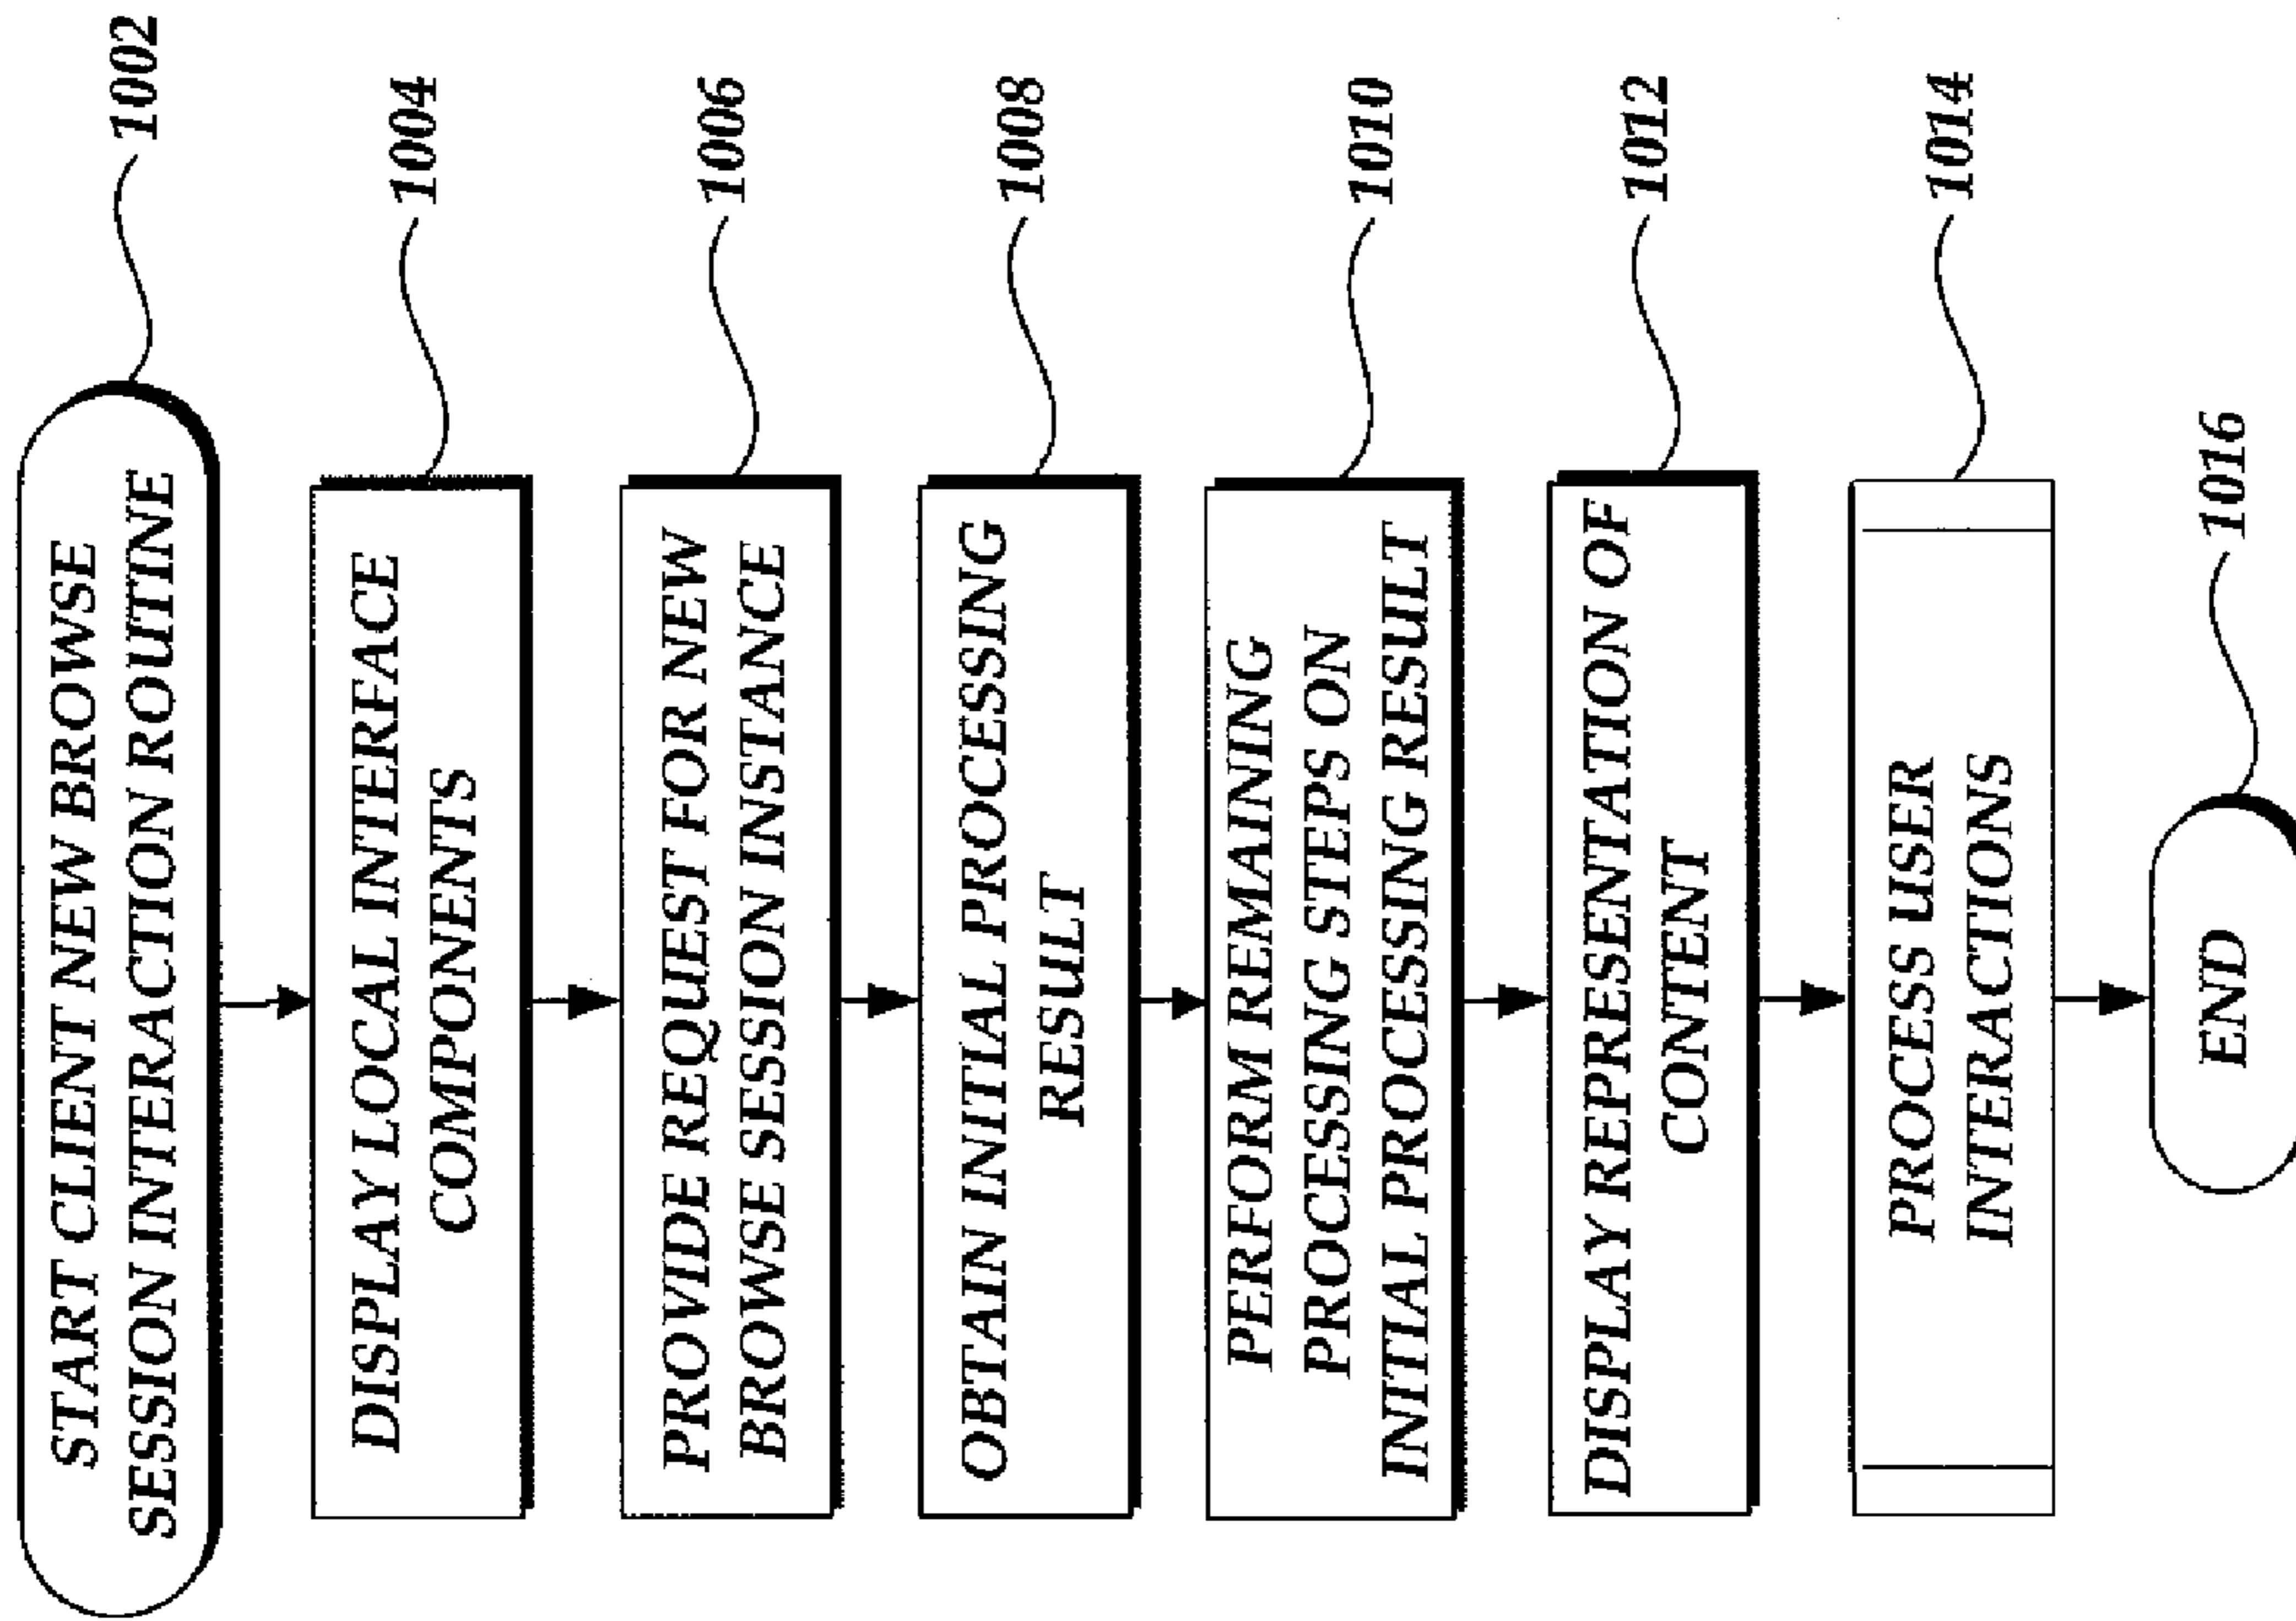 START CLIENT NEW BROWSE
SESSION INTERACTION ROUTINE
1002
DISPLAY LOCAL INTERFACE
COMPONENTS
1004
PROVIDE REQUEST FOR NEW
BROWSE SESSION INSTANCE
1006
OBTAIN INITIAL PROCESSING
RESULT
1008
PERFORM REMAINING
PROCESSING STEPS ON
INITIAL PROCESSING RESULT
1010
DISPLAY REPRESENTATION OF
CONTENT
1012
PROCESS USER
INTERACTIONS
1014
END
1016